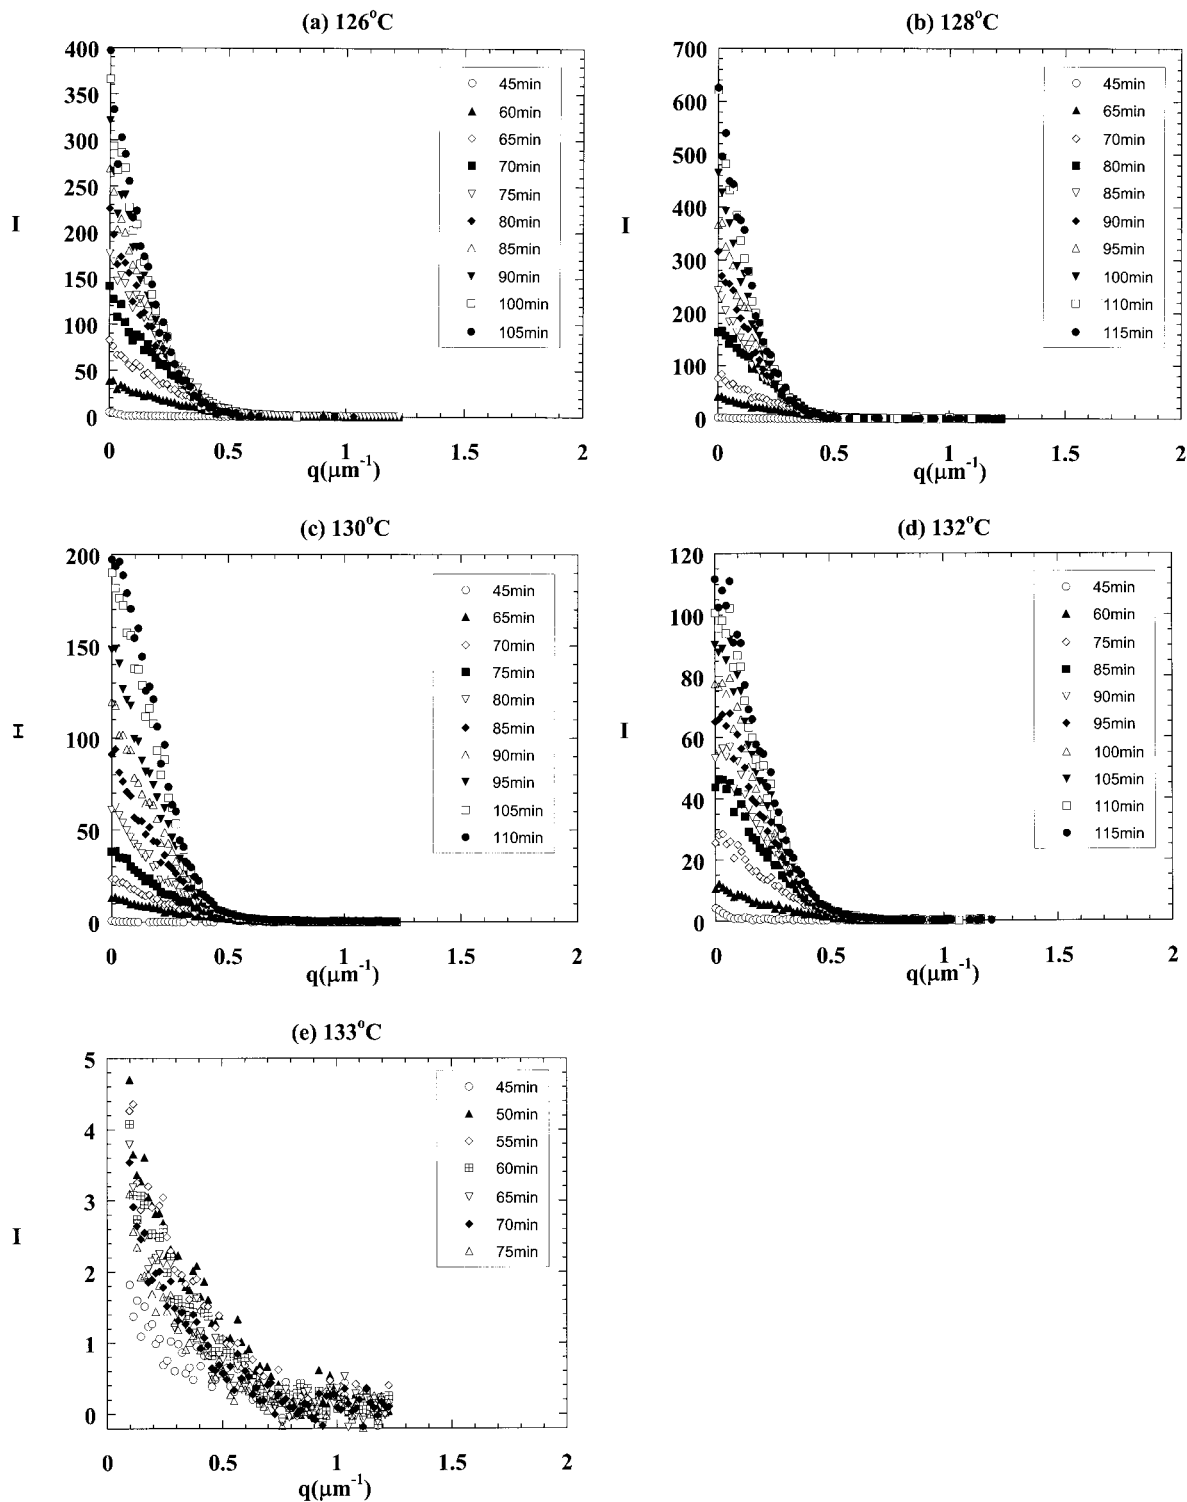 (a) 126°C
400
350
300
250
200
150
100
50
0
I
0 0.5 1 1.5 2
q(μm⁻¹)
45min
60min
65min
70min
75min
80min
85min
90min
100min
105min
(b) 128°C
700
600
500
400
300
200
100
0
I
0 0.5 1 1.5 2
q(μm⁻¹)
45min
65min
70min
80min
85min
90min
95min
100min
110min
115min
(c) 130°C
200
150
100
50
0
I
0 0.5 1 1.5 2
q(μm⁻¹)
45min
65min
70min
75min
80min
85min
90min
95min
105min
110min
(d) 132°C
120
100
80
60
40
20
0
I
0 0.5 1 1.5 2
q(μm⁻¹)
45min
60min
75min
85min
90min
95min
100min
105min
110min
115min
(e) 133°C
5
4
3
2
1
0
I
0 0.5 1 1.5 2
q(μm⁻¹)
45min
50min
55min
60min
65min
70min
75min